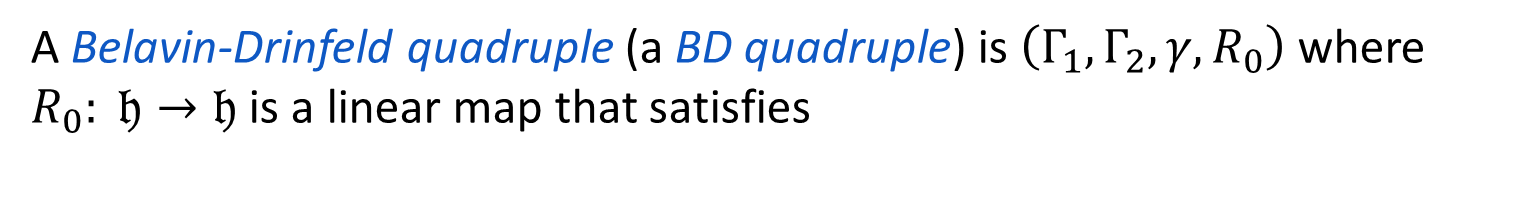 A Belavin-Drinfeld quadruple (a BD quadruple) is (Γ₁, Γ₂, γ, R₀) where
R₀: 𝔥 → 𝔥 is a linear map that satisfies